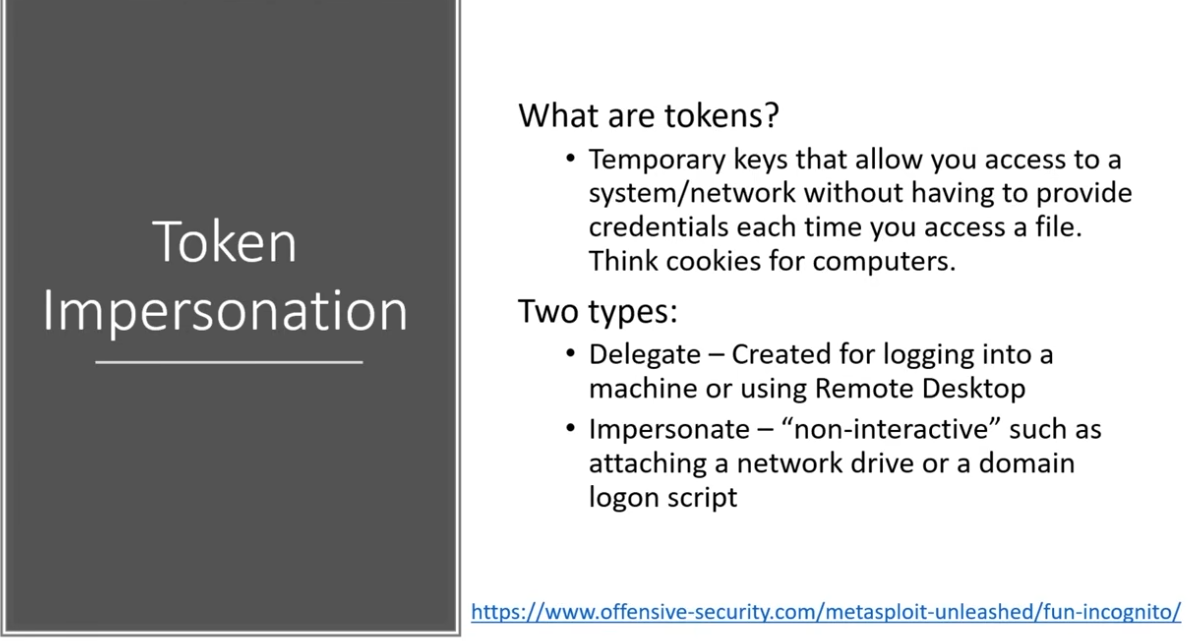 Token
Impersonation
What are tokens?
• Temporary keys that allow you access to a
system/network without having to provide
credentials each time you access a file.
Think cookies for computers.
Two types:
• Delegate – Created for logging into a
machine or using Remote Desktop
• Impersonate – “non-interactive” such as
attaching a network drive or a domain
logon script
https://www.offensive-security.com/metasploit-unleashed/fun-incognito/